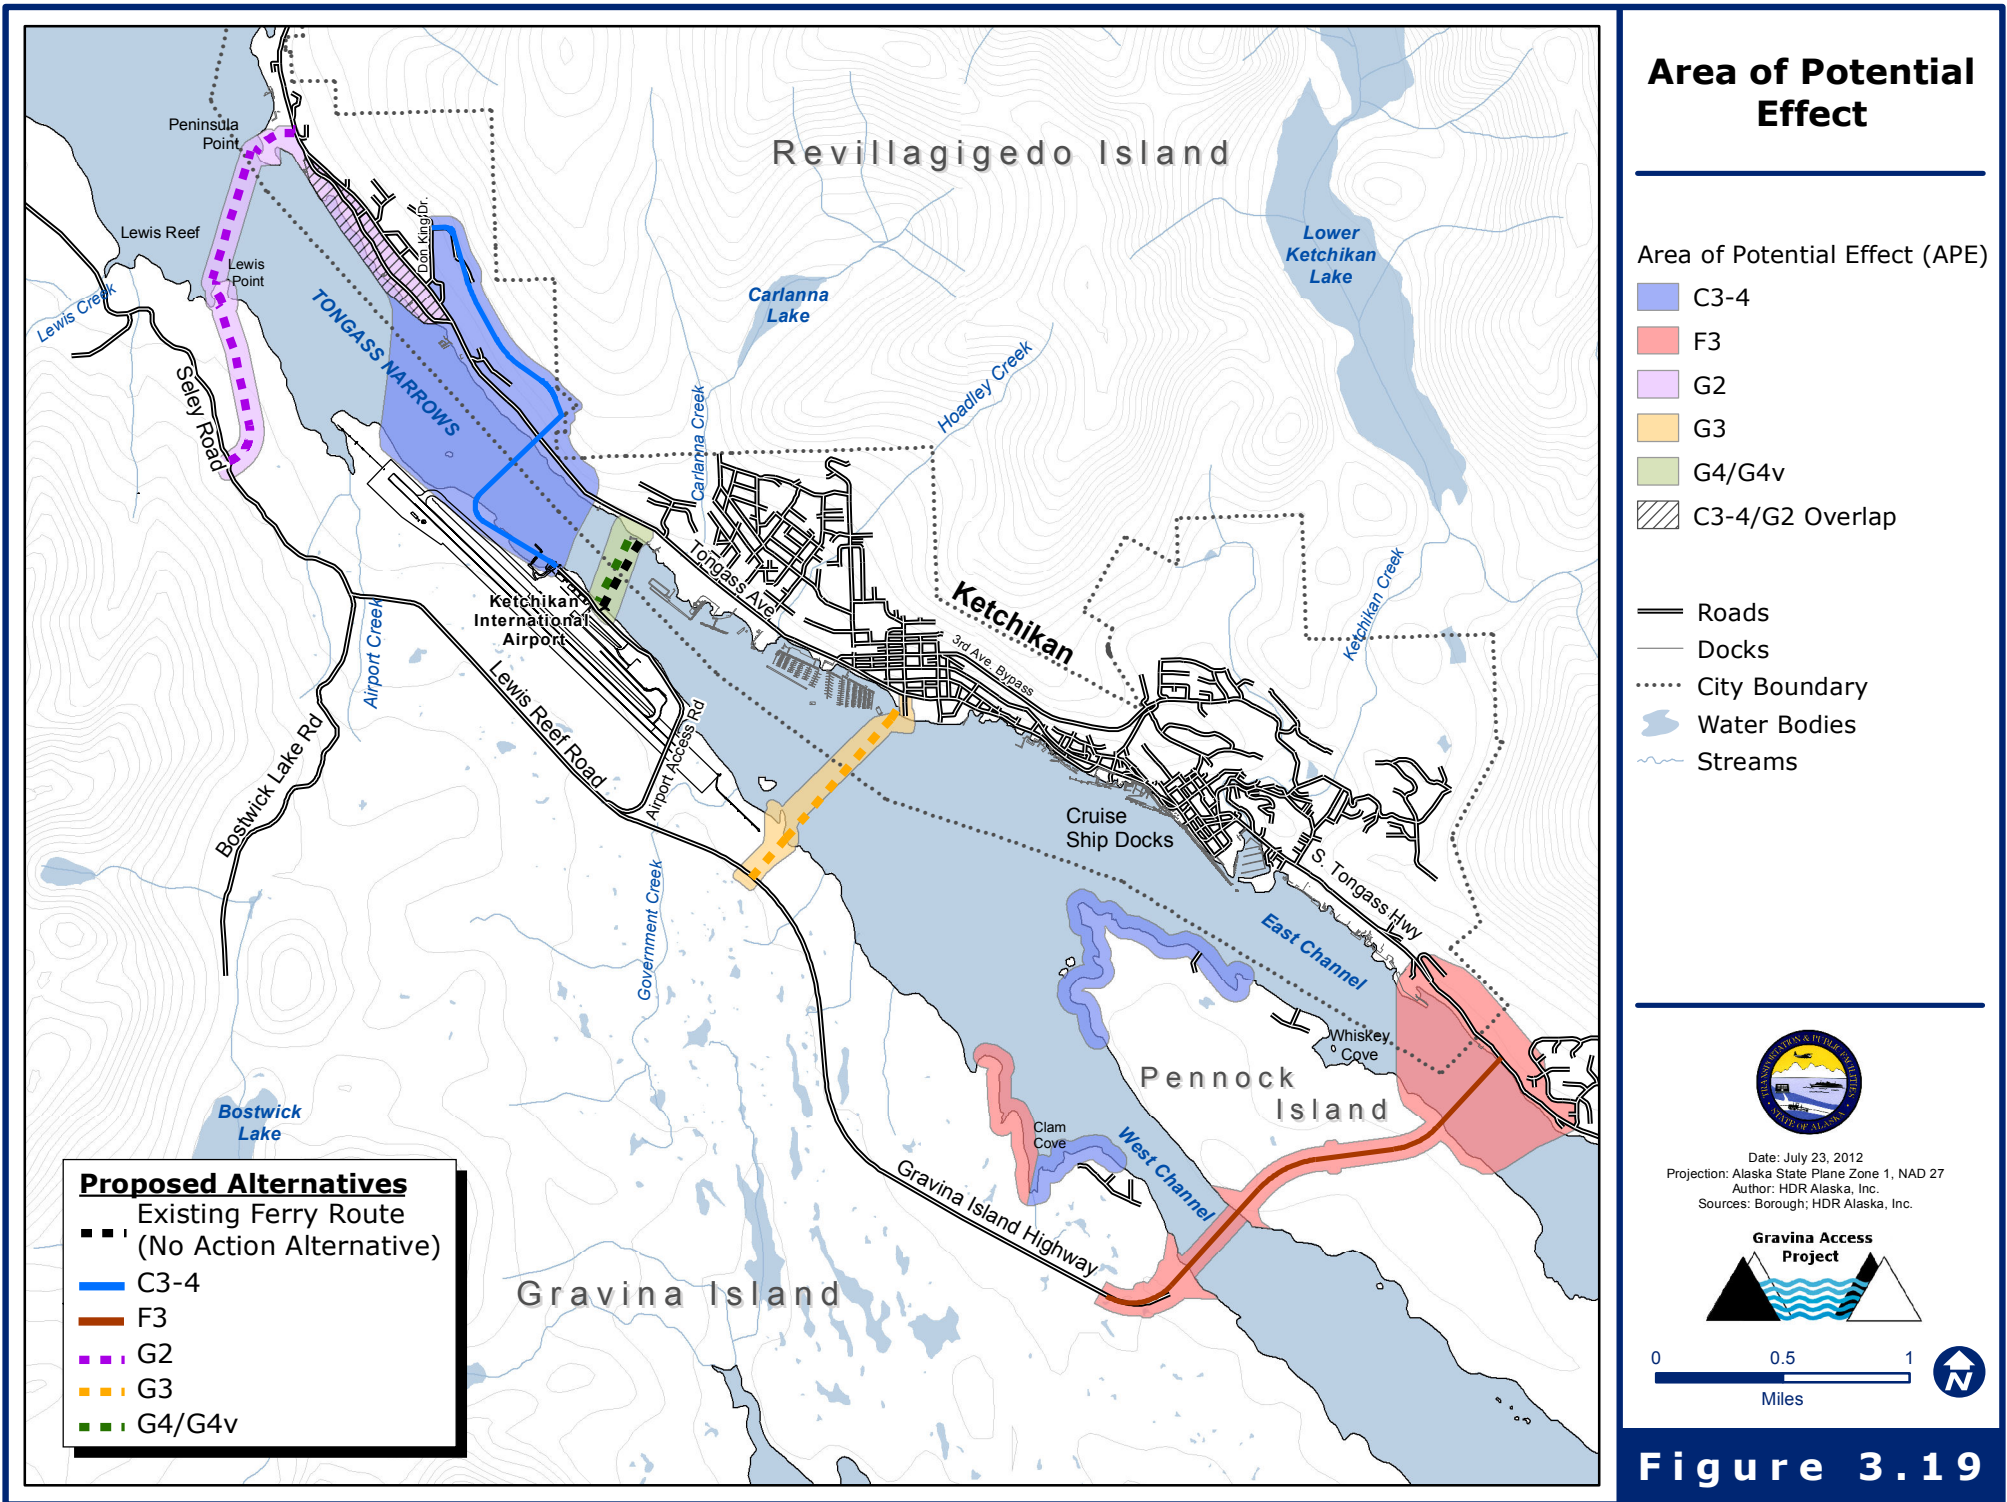 Area of Potential
Effect
Area of Potential Effect (APE)
C3-4
F3
G2
G3
G4/G4v
C3-4/G2 Overlap
Roads
Docks
City Boundary
Water Bodies
Streams
TRANSPORTATION & PUBLIC FACILITIES
STATE OF ALASKA
Date: July 23, 2012
Projection: Alaska State Plane Zone 1, NAD 27
Author: HDR Alaska, Inc.
Sources: Borough; HDR Alaska, Inc.
Gravina Access
Project
0 0.5 1
Miles
N
Figure 3.19
Peninsula
Point
Revillagigedo Island
Lewis Reef
Lewis
Point
Don King Dr.
Lower
Ketchikan
Lake
Carlanna
Lake
Lewis Creek
TONGASS NARROWS
Seley Road
Carlanna Creek
Hoadley Creek
Tongass Ave
Ketchikan
3rd Ave. Bypass
Ketchikan Creek
Ketchikan
International
Airport
Airport Creek
Lewis Reef Road
Airport Access Rd
Bostwick Lake Rd
Cruise
Ship Docks
S. Tongass Hwy
Government Creek
East Channel
Whiskey
Cove
Pennock
Island
Bostwick
Lake
Clam
Cove
West Channel
Gravina Island Highway
Gravina Island
Proposed Alternatives
Existing Ferry Route
(No Action Alternative)
C3-4
F3
G2
G3
G4/G4v